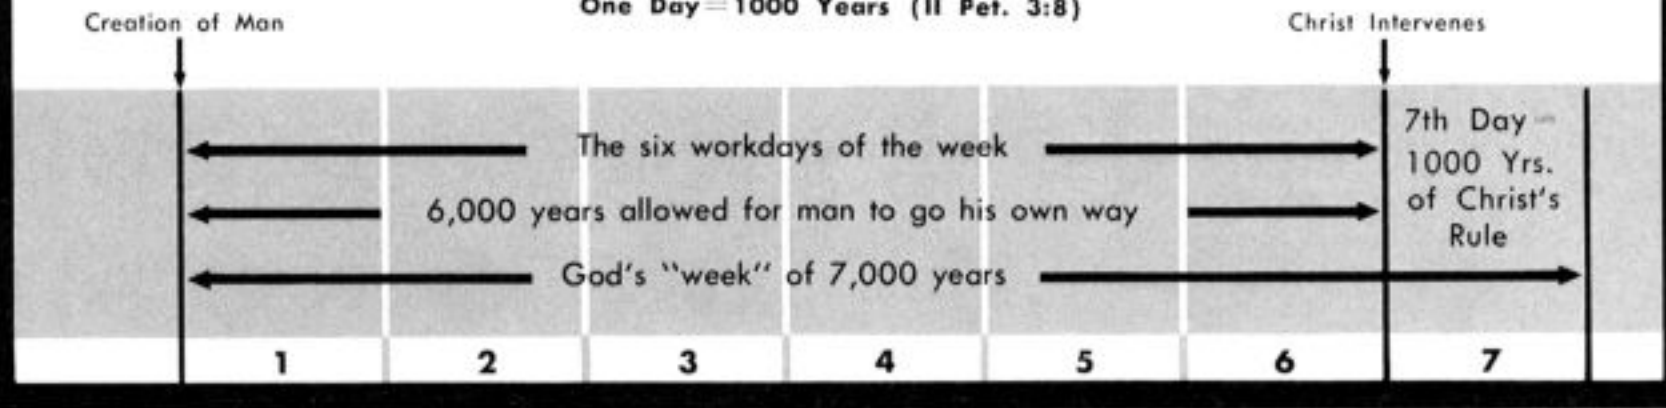 One Day = 1000 Years (II Pet. 3:8)
Creation of Man
Christ Intervenes
The six workdays of the week
6,000 years allowed for man to go his own way
God's "week" of 7,000 years
7th Day –
1000 Yrs.
of Christ's
Rule
1 2 3 4 5 6 7